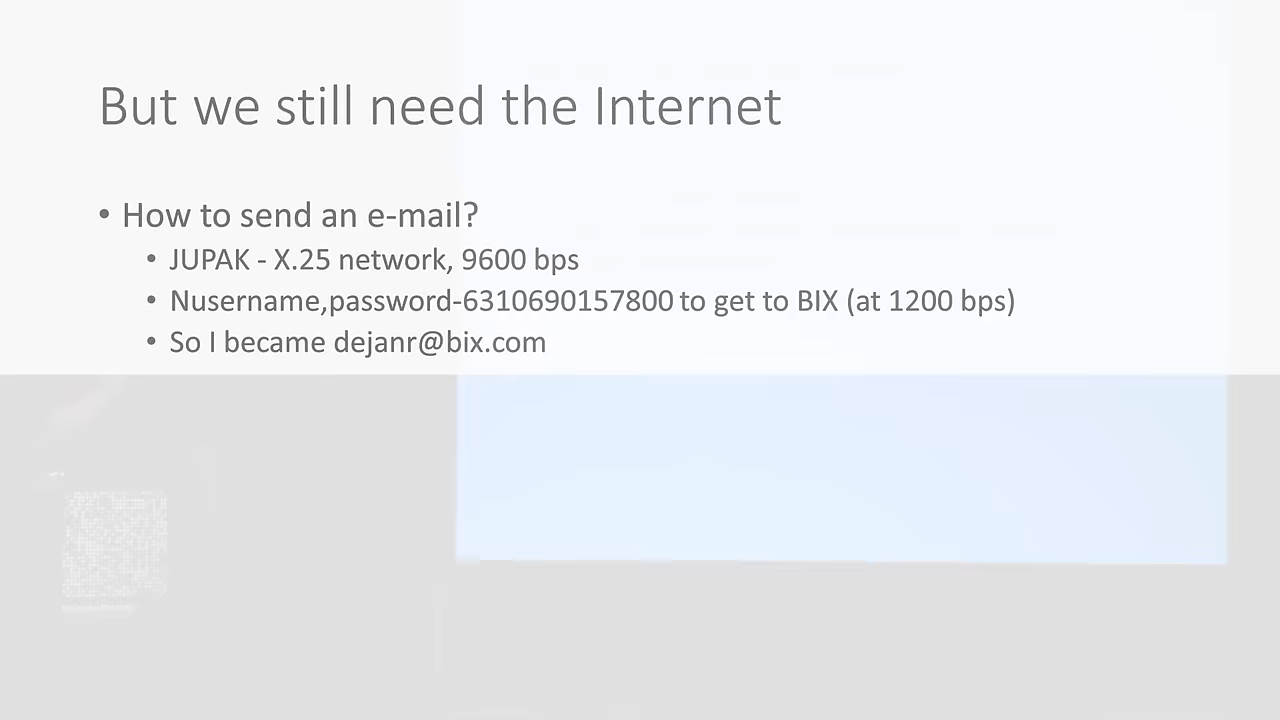 But we still need the Internet
• How to send an e-mail?
• JUPAK - X.25 network, 9600 bps
• Nusername,password-6310690157800 to get to BIX (at 1200 bps)
• So I became dejanr@bix.com